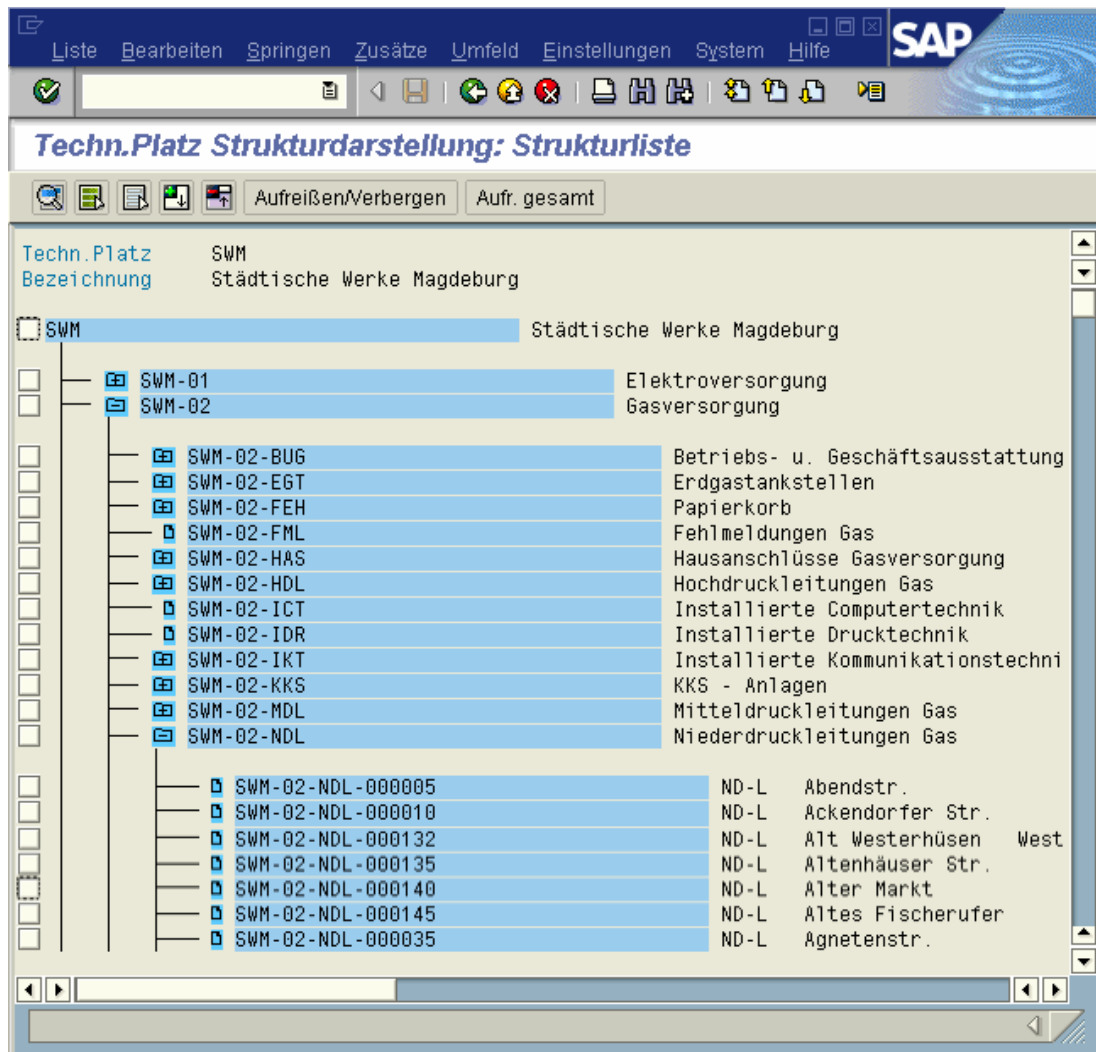 Liste Bearbeiten Springen Zusätze Umfeld Einstellungen System Hilfe
SAP
Techn.Platz Strukturdarstellung: Strukturliste
Aufreißen/Verbergen Aufr. gesamt
Techn.Platz SWM
Bezeichnung Städtische Werke Magdeburg
SWM Städtische Werke Magdeburg
SWM-01 Elektroversorgung
SWM-02 Gasversorgung
SWM-02-BUG Betriebs- u. Geschäftsausstattung
SWM-02-EGT Erdgastankstellen
SWM-02-FEH Papierkorb
SWM-02-FML Fehlmeldungen Gas
SWM-02-HAS Hausanschlüsse Gasversorgung
SWM-02-HDL Hochdruckleitungen Gas
SWM-02-ICT Installierte Computertechnik
SWM-02-IDR Installierte Drucktechnik
SWM-02-IKT Installierte Kommunikationstechni
SWM-02-KKS KKS - Anlagen
SWM-02-MDL Mitteldruckleitungen Gas
SWM-02-NDL Niederdruckleitungen Gas
SWM-02-NDL-000005 ND-L Abendstr.
SWM-02-NDL-000010 ND-L Ackendorfer Str.
SWM-02-NDL-000132 ND-L Alt Westerhüsen West
SWM-02-NDL-000135 ND-L Altenhäuser Str.
SWM-02-NDL-000140 ND-L Alter Markt
SWM-02-NDL-000145 ND-L Altes Fischerufer
SWM-02-NDL-000035 ND-L Agnetenstr.